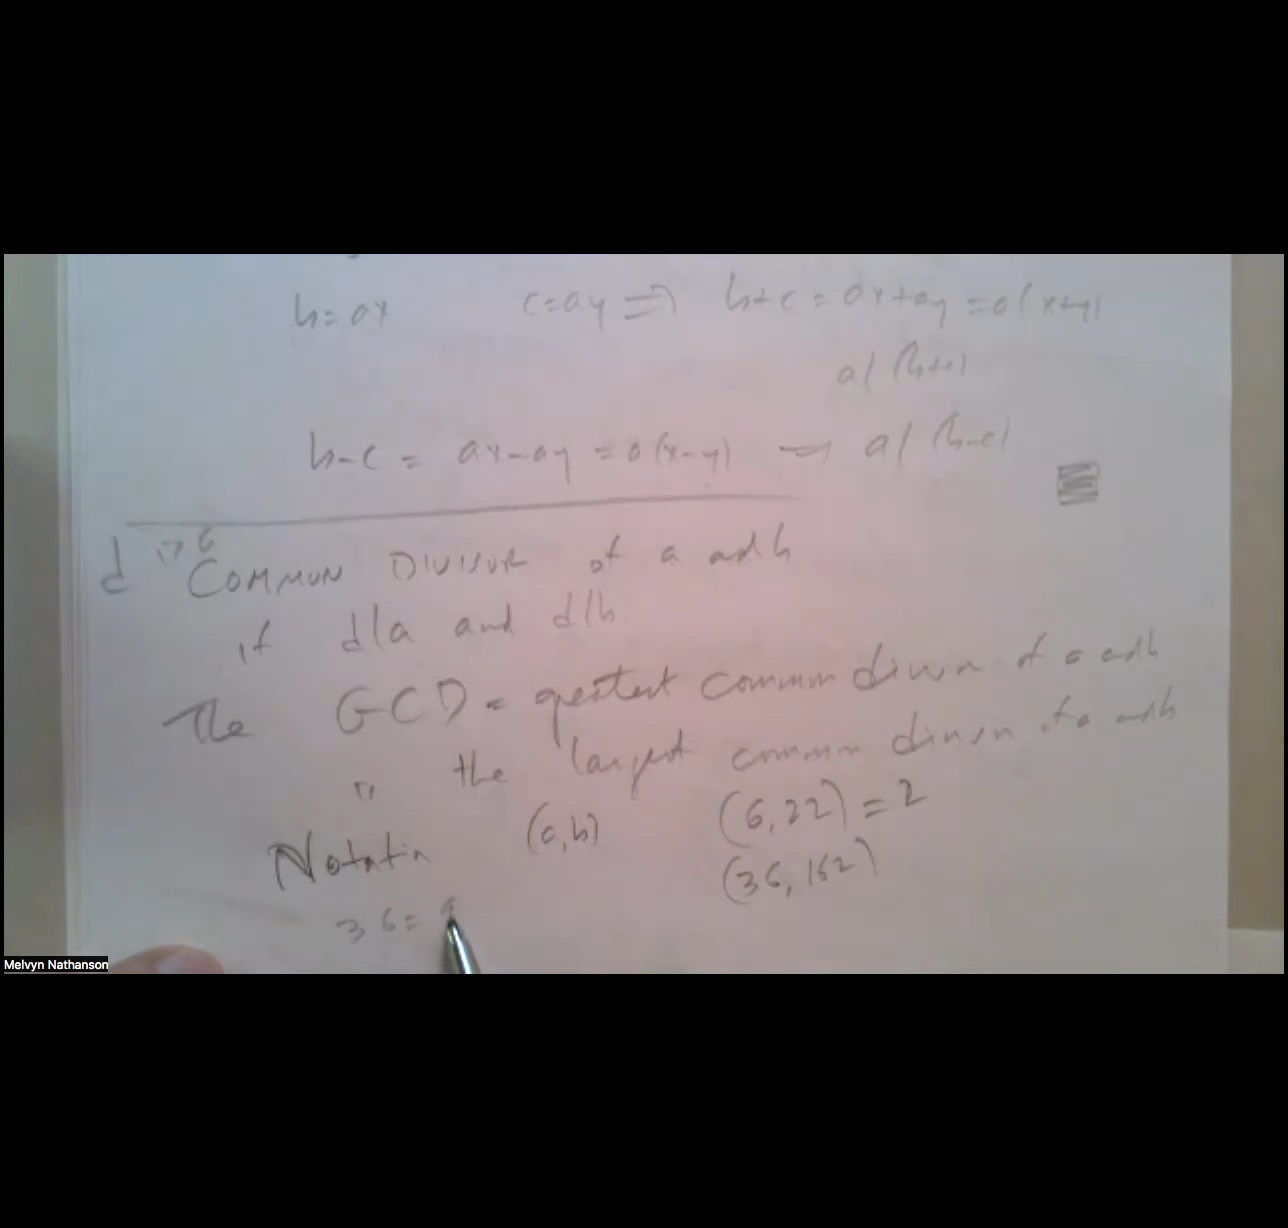 b = ax c = ay ⇒ b+c = ax+ay = a(x+y)
a | (b+c)
b-c = ax-ay = a(x-y) ⇒ a | (b-c)
d is a
COMMON DIVISOR of a and b
if d|a and d|b
The GCD = greatest common divisor of a and b
" the largest common divisor of a and b
Notation (a,b) (6,22) = 2
(36,162)
36 =
Melvyn Nathanson